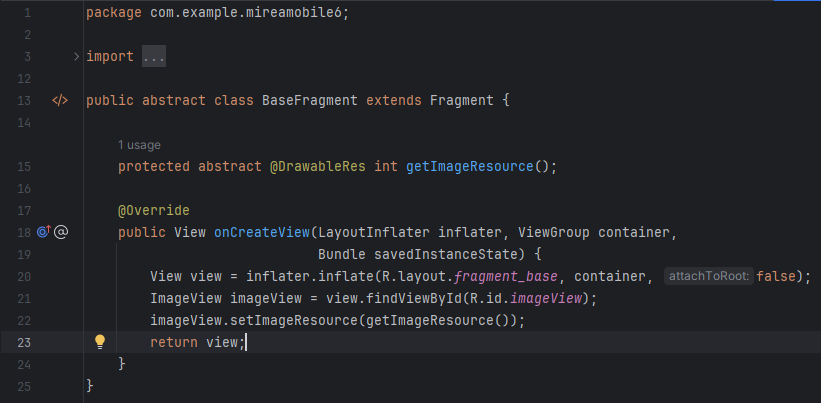 1 package com.example.mireamobile6;
2
3 import ...
12
13 public abstract class BaseFragment extends Fragment {
14
1 usage
15 protected abstract @DrawableRes int getImageResource();
16
17 @Override
18 public View onCreateView(LayoutInflater inflater, ViewGroup container,
19 Bundle savedInstanceState) {
20 View view = inflater.inflate(R.layout.fragment_base, container, attachToRoot: false);
21 ImageView imageView = view.findViewById(R.id.imageView);
22 imageView.setImageResource(getImageResource());
23 return view;
24 }
25 }